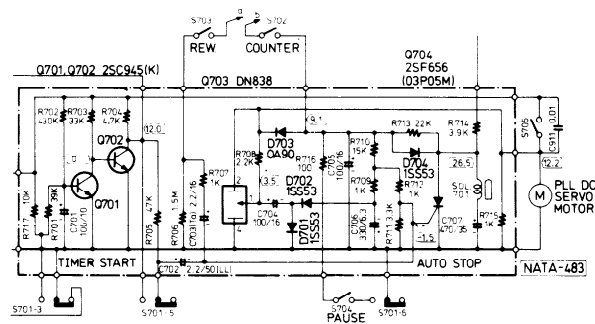 S703
a
b
S702
REW
COUNTER
Q704
2SF656
(03P05M)
Q701,Q702 2SC945(K)
Q703 DN838
R702
430K
R703
33K
R704
4.7K
Q702
12.0
Q701
R717
10K
R701
39K
C701
100/10
R705
47K
R706
1.5M
R707
1K
2.2/16
R708
2.2K
D703
OA90
9.1
R716
100
C705
100/16
R710
15K
R713 22K
D704
1SS53
R714
3.9K
S705
C911
0.01
26.5
12.2
3.5
D702
1SS53
R709
1K
R712
1K
SOL
701
M
PLL DC
SERVO
MOTOR
2
4
C704
100/16
D701
1SS53
C706
330/6.3
R711 3.3K
-1.5
C707
470/35
R715
1K
C702
2.2/50(LL)
TIMER START
AUTO STOP
NATA-483
S701-3
S701-5
S704
PAUSE
S701-6